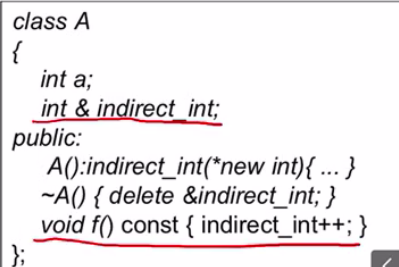 class A
{
int a;
int & indirect_int;
public:
A():indirect_int(*new int){ ... }
~A() { delete &indirect_int; }
void f() const { indirect_int++; }
};